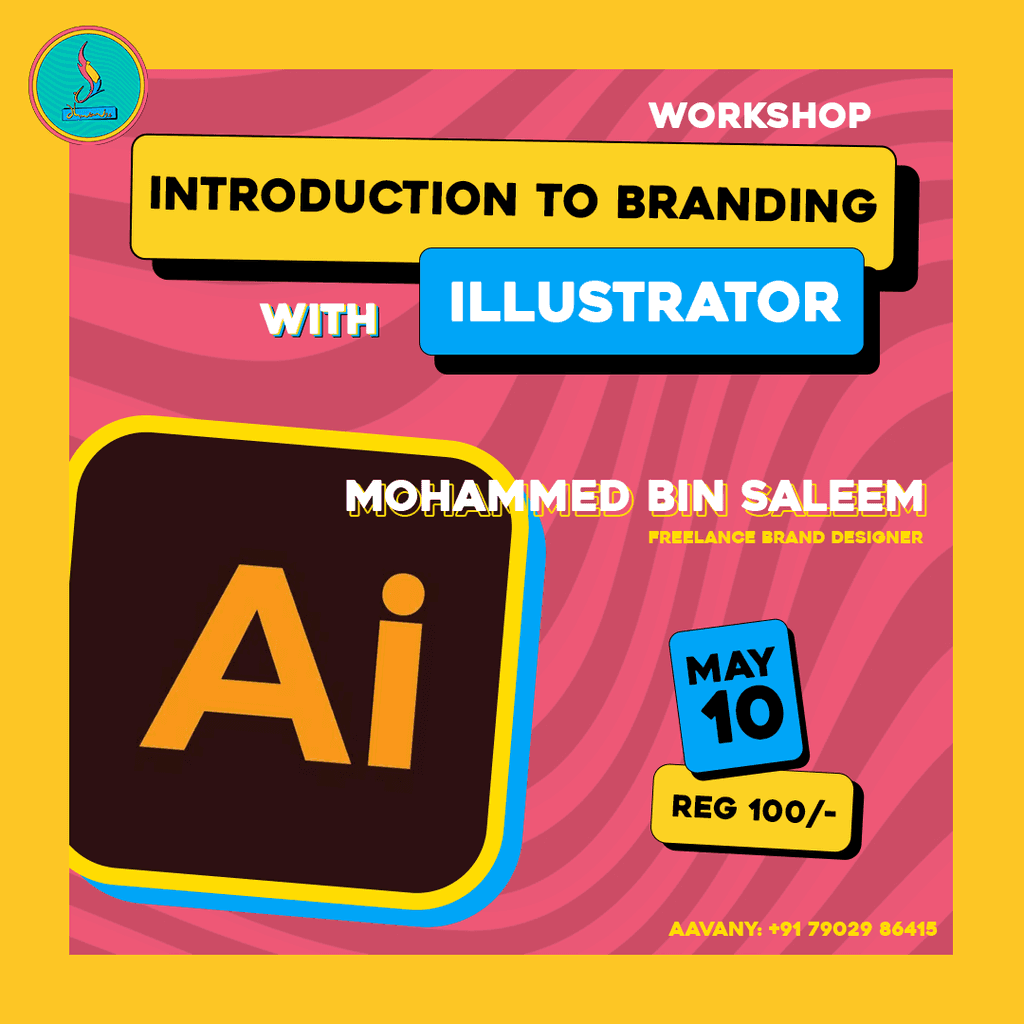 WORKSHOP
INTRODUCTION TO BRANDING
WITH
ILLUSTRATOR
MOHAMMED BIN SALEEM
FREELANCE BRAND DESIGNER
Ai
MAY
10
REG 100/-
AAVANY: +91 79029 86415